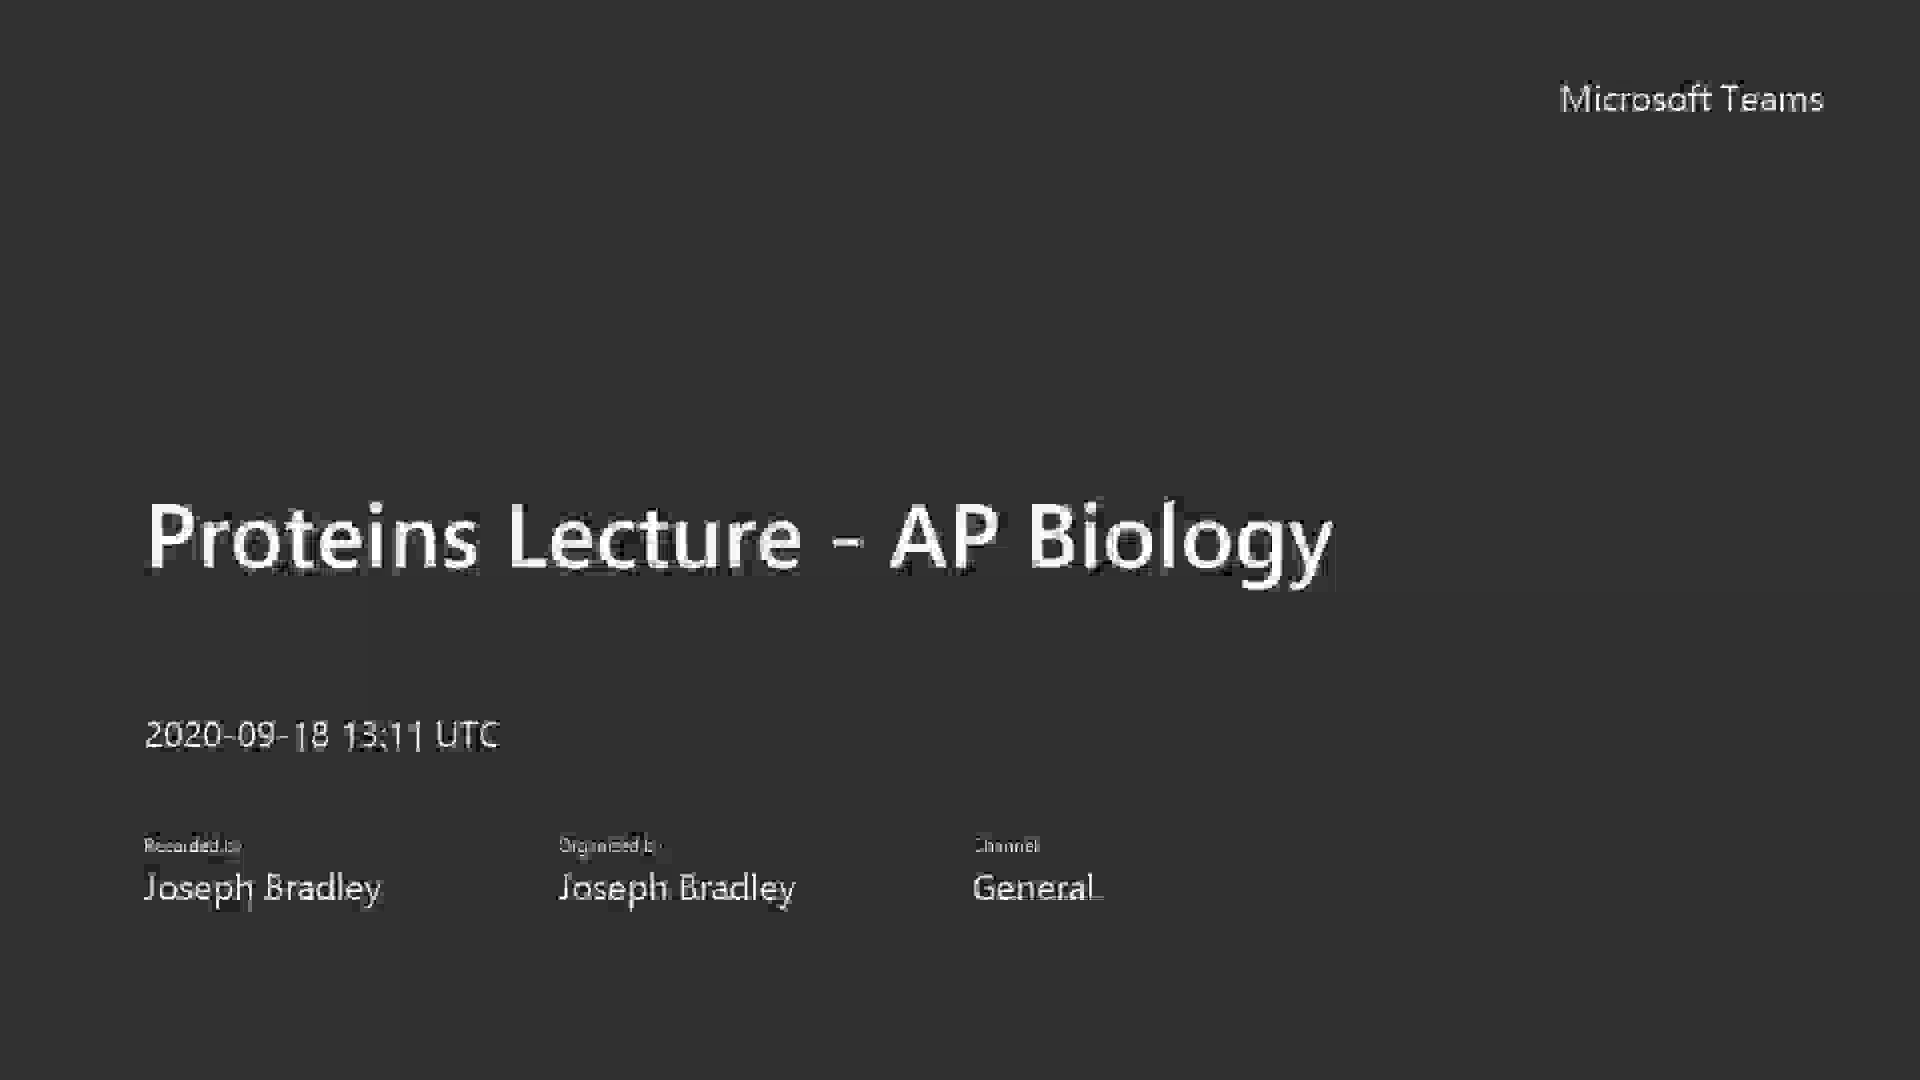 Microsoft Teams
Proteins Lecture - AP Biology
2020-09-18 13:11 UTC
Recorded by
Organized by
Channel
Joseph Bradley
Joseph Bradley
General